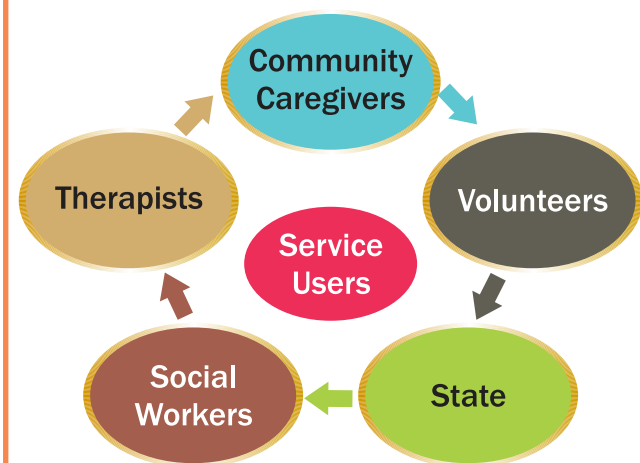 Community
Caregivers
Therapists
Volunteers
Service
Users
Social
Workers
State